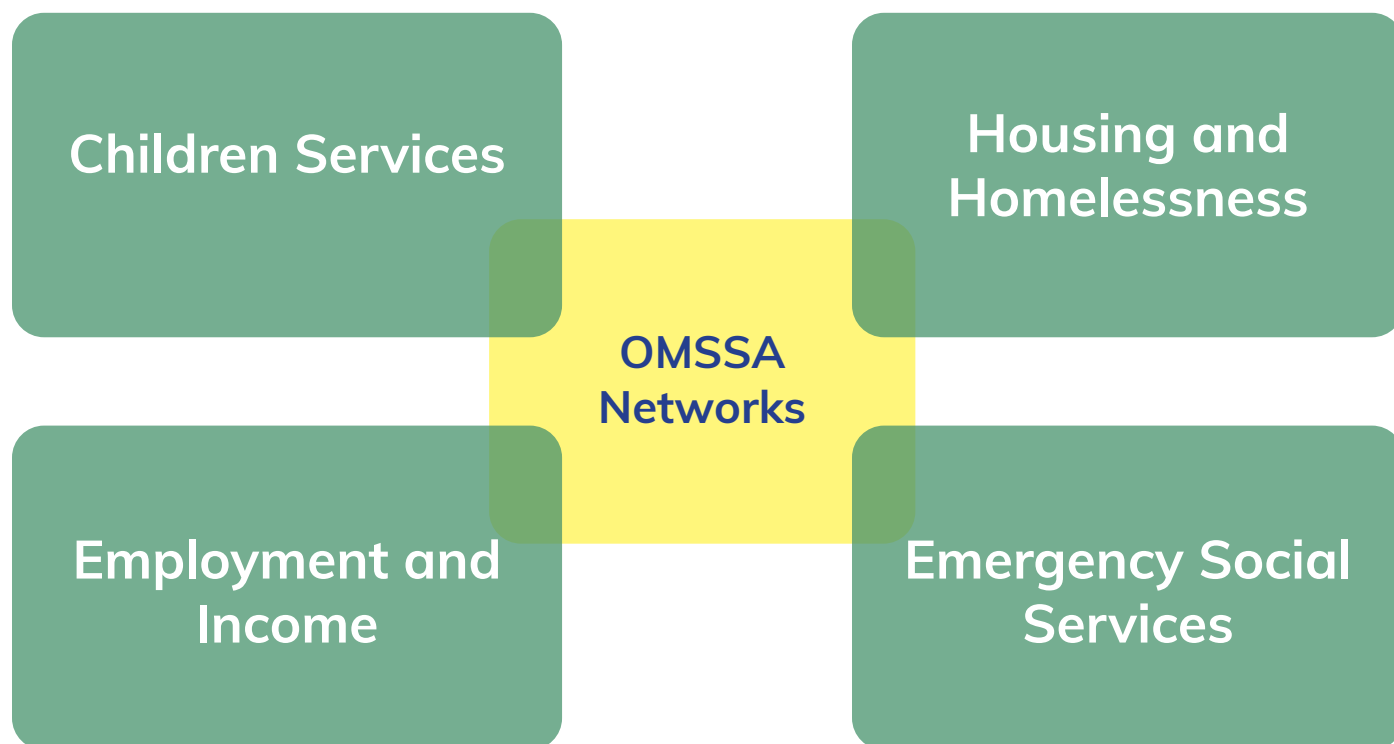 Children Services
Housing and
Homelessness
OMSSA
Networks
Employment and
Income
Emergency Social
Services